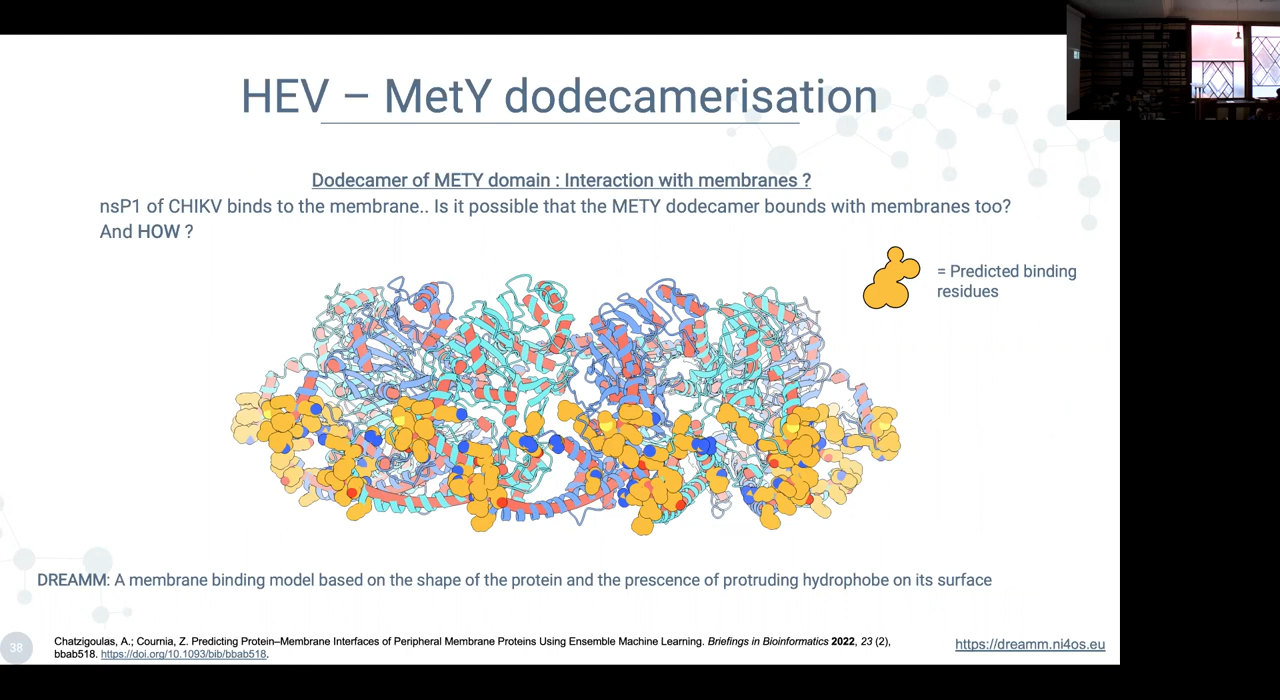 HEV – MetY dodecamerisation
Dodecamer of METY domain : Interaction with membranes ?
nsP1 of CHIKV binds to the membrane.. Is it possible that the METY dodecamer bounds with membranes too?
And HOW ?
= Predicted binding
residues
DREAMM: A membrane binding model based on the shape of the protein and the prescence of protruding hydrophobe on its surface
38
Chatzigoulas, A.; Cournia, Z. Predicting Protein–Membrane Interfaces of Peripheral Membrane Proteins Using Ensemble Machine Learning. Briefings in Bioinformatics 2022, 23 (2),
bbab518. https://doi.org/10.1093/bib/bbab518.
https://dreamm.ni4os.eu